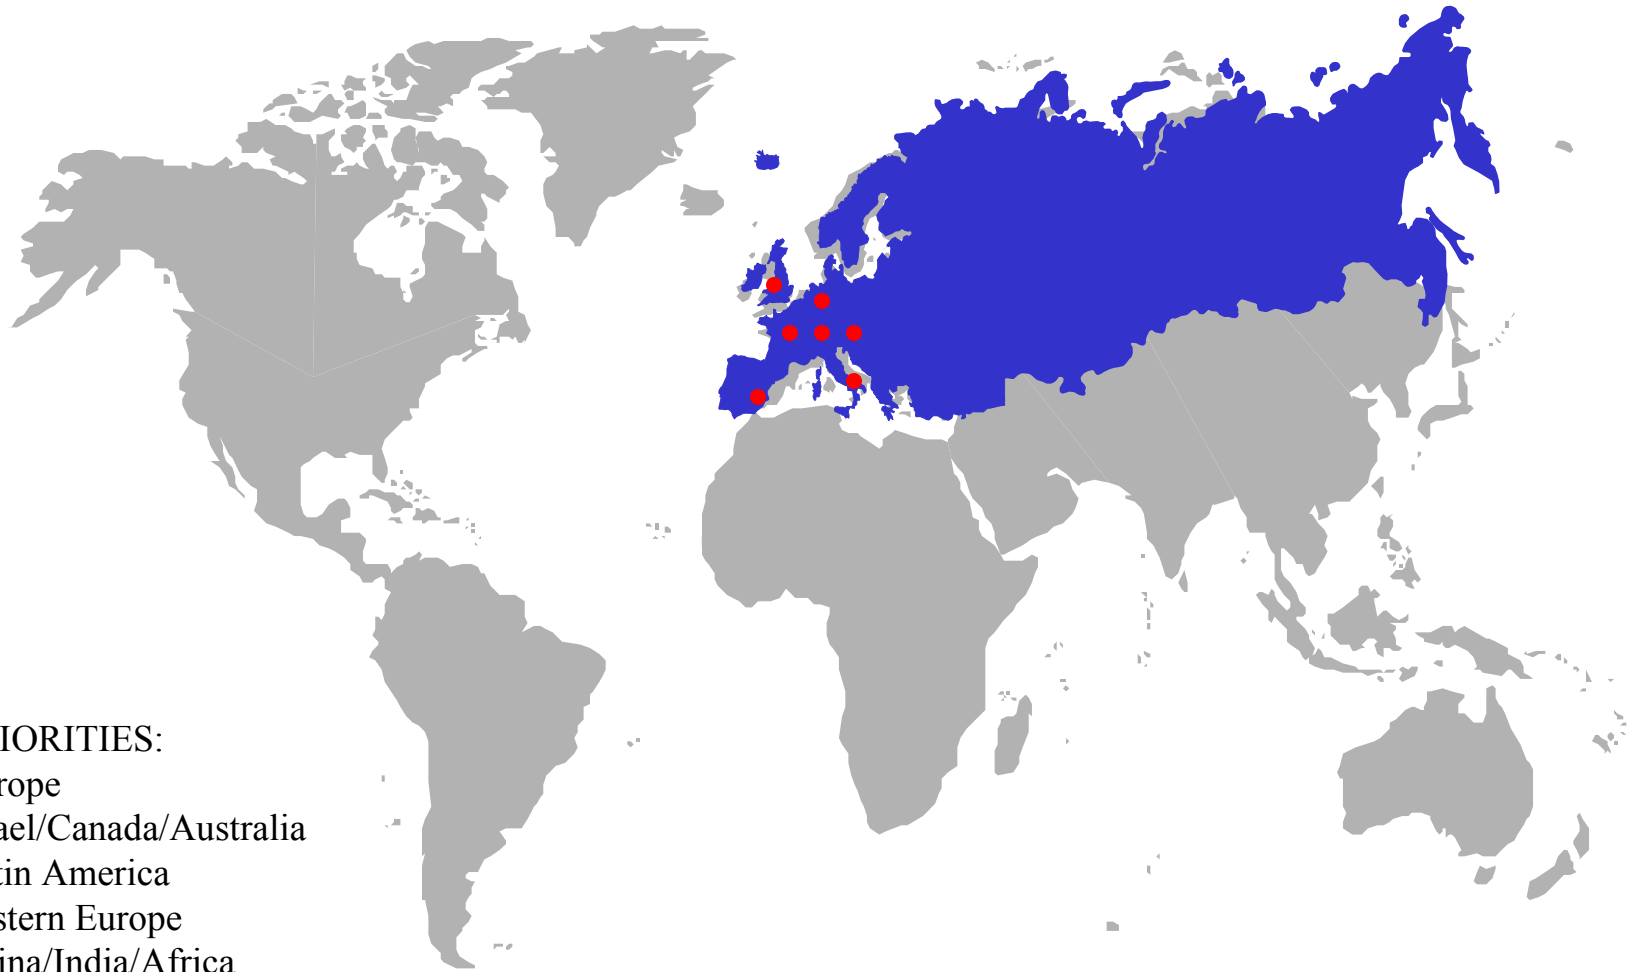 IORITIES:
rope
ael/Canada/Australia
tin America
stern Europe
ina/India/Africa